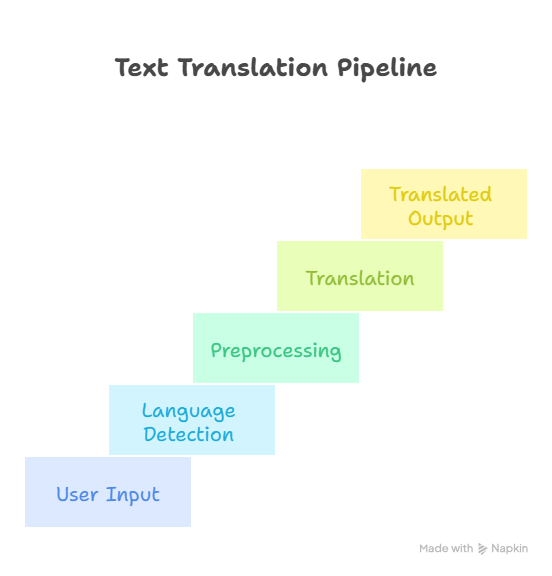 Text Translation Pipeline
Translated
Output
Translation
Preprocessing
Language
Detection
User Input
Made with Napkin